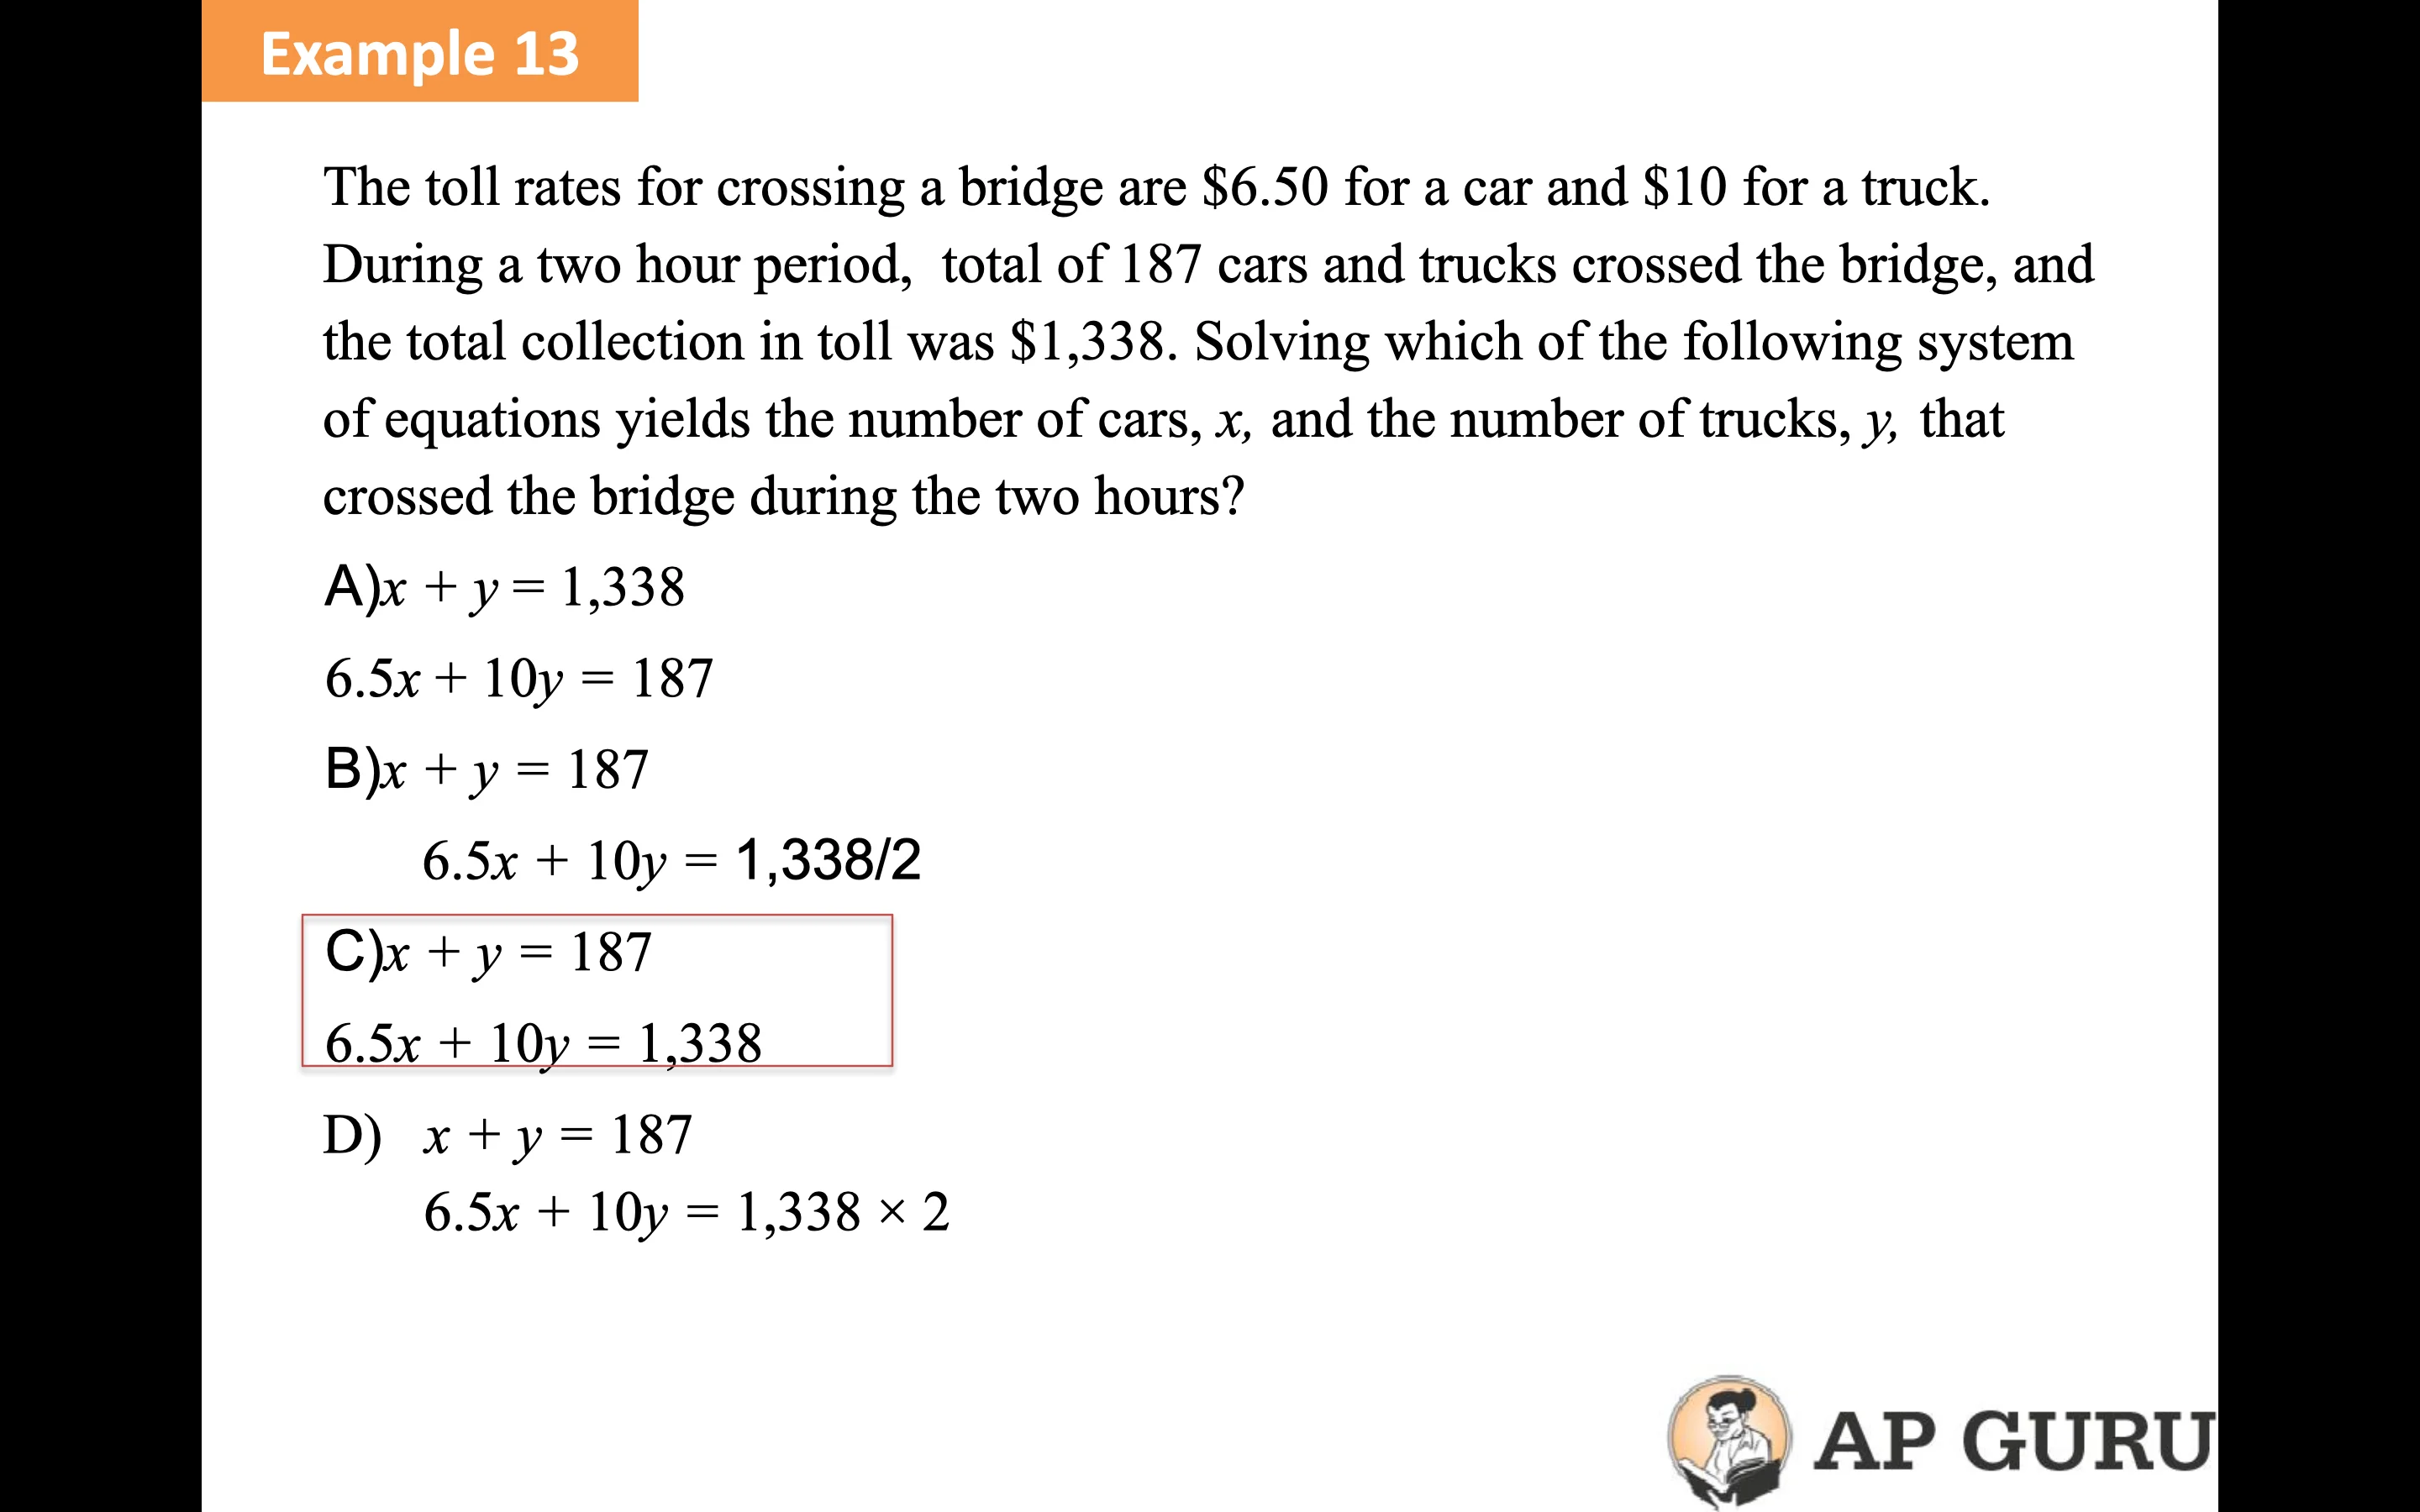 Example 13
The toll rates for crossing a bridge are $6.50 for a car and $10 for a truck.
During a two hour period,  total of 187 cars and trucks crossed the bridge, and
the total collection in toll was $1,338. Solving which of the following system
of equations yields the number of cars, x, and the number of trucks, y, that
crossed the bridge during the two hours?
A)x + y = 1,338
6.5x + 10y = 187
B)x + y = 187
6.5x + 10y = 1,338/2
C)x + y = 187
6.5x + 10y = 1,338
D) x + y = 187
6.5x + 10y = 1,338 × 2
AP GURU